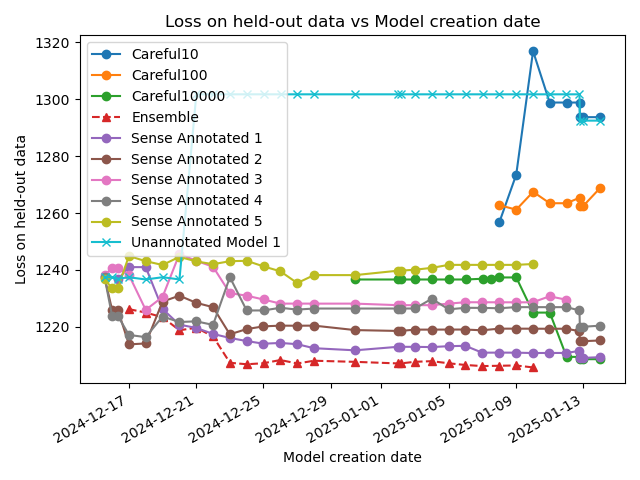 Loss on held-out data vs Model creation date
Loss on held-out data
1320
1300
1280
1260
1240
1220
Careful10
Careful100
Careful10000
Ensemble
Sense Annotated 1
Sense Annotated 2
Sense Annotated 3
Sense Annotated 4
Sense Annotated 5
Unannotated Model 1
2024-12-17
2024-12-21
2024-12-25
2024-12-29
2025-01-01
2025-01-05
2025-01-09
2025-01-13
Model creation date